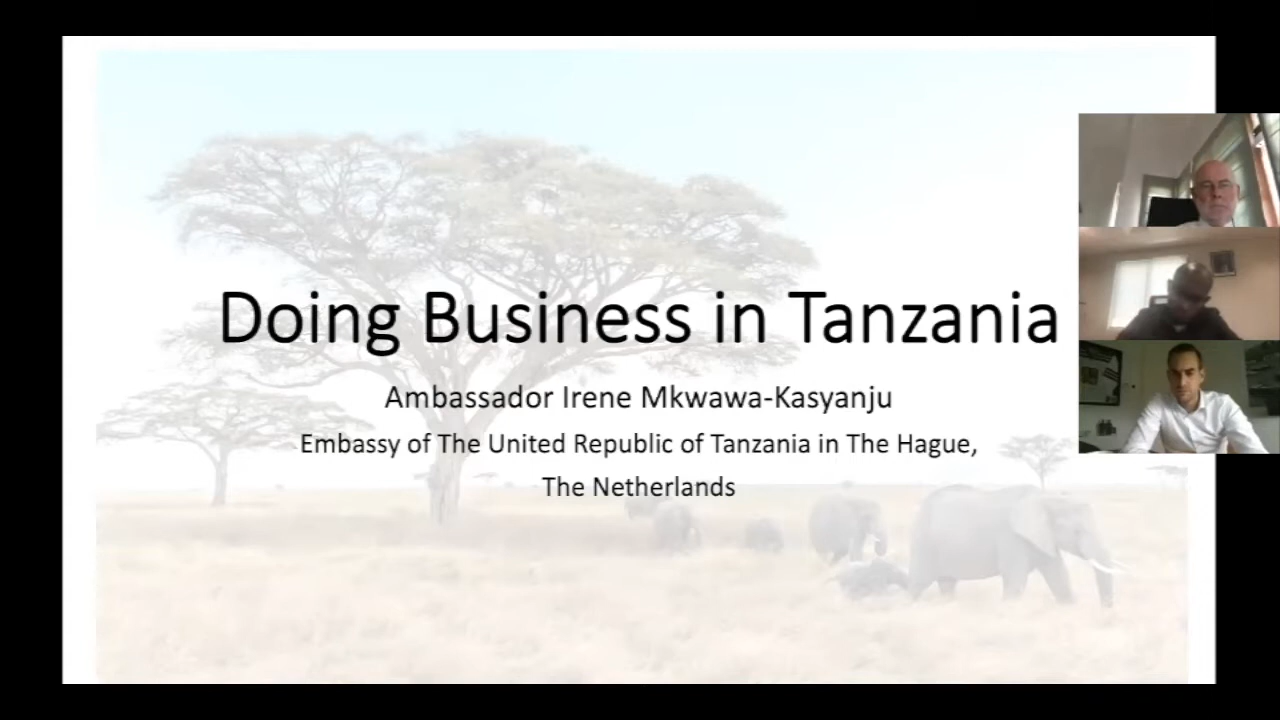 Doing Business in Tanzania
Ambassador Irene Mkwawa-Kasyanju
Embassy of The United Republic of Tanzania in The Hague,
The Netherlands